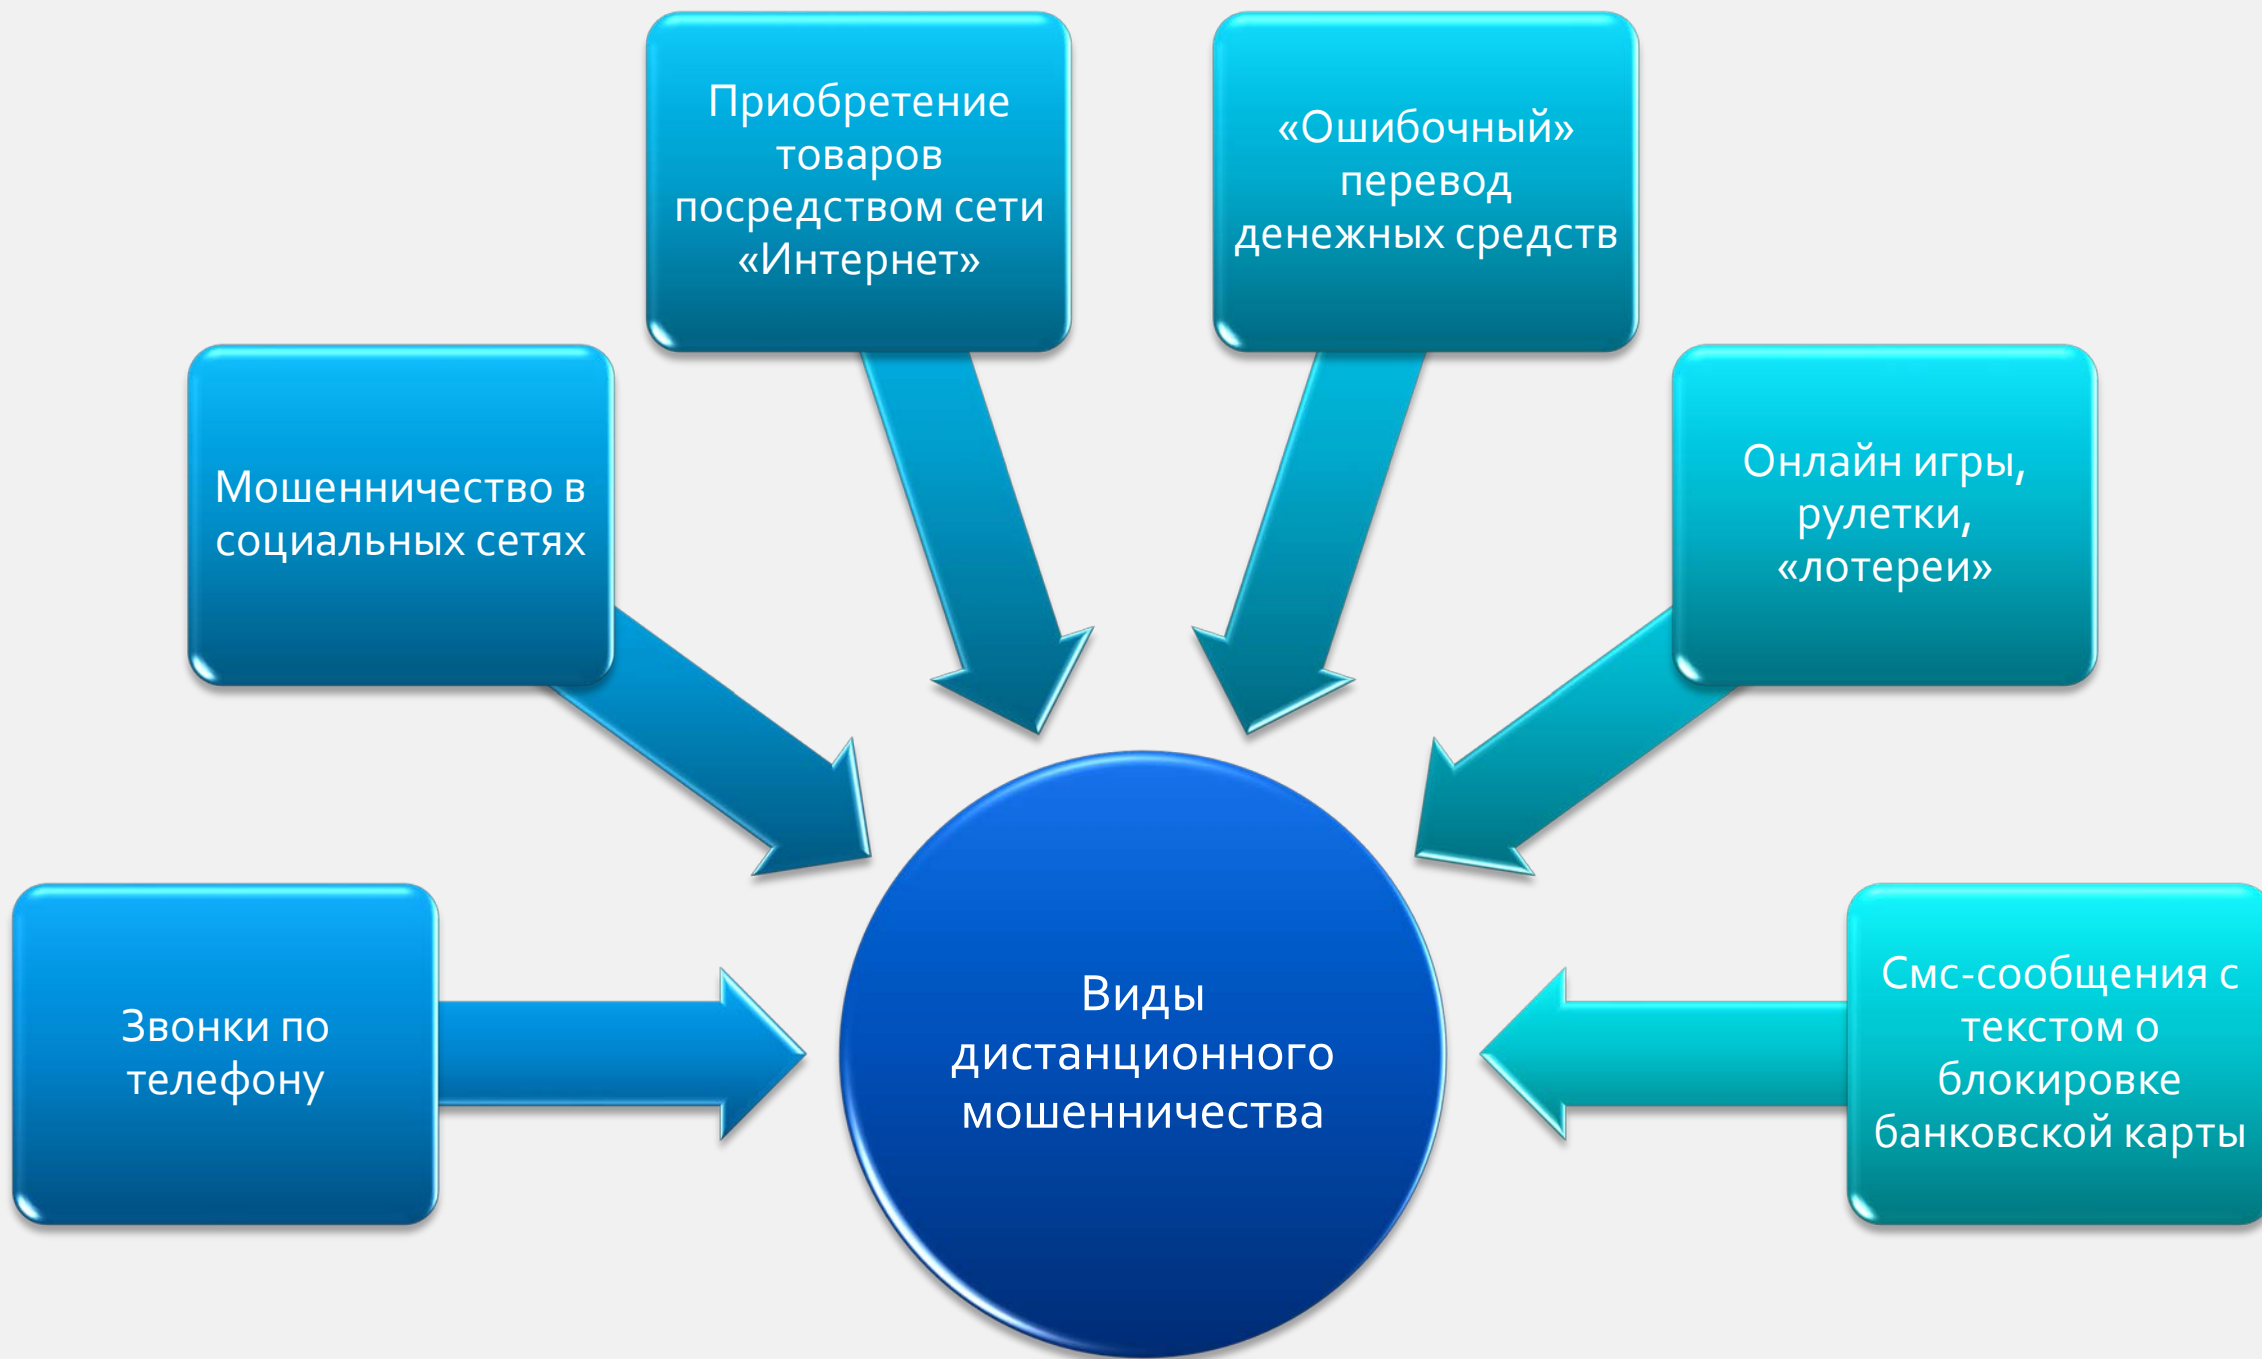 Приобретение
товаров
посредством сети
«Интернет»
«Ошибочный»
перевод
денежных средств
Мошенничество в
социальных сетях
Онлайн игры,
рулетки,
«лотереи»
Звонки по
телефону
Виды
дистанционного
мошенничества
Смс-сообщения с
текстом о
блокировке
банковской карты